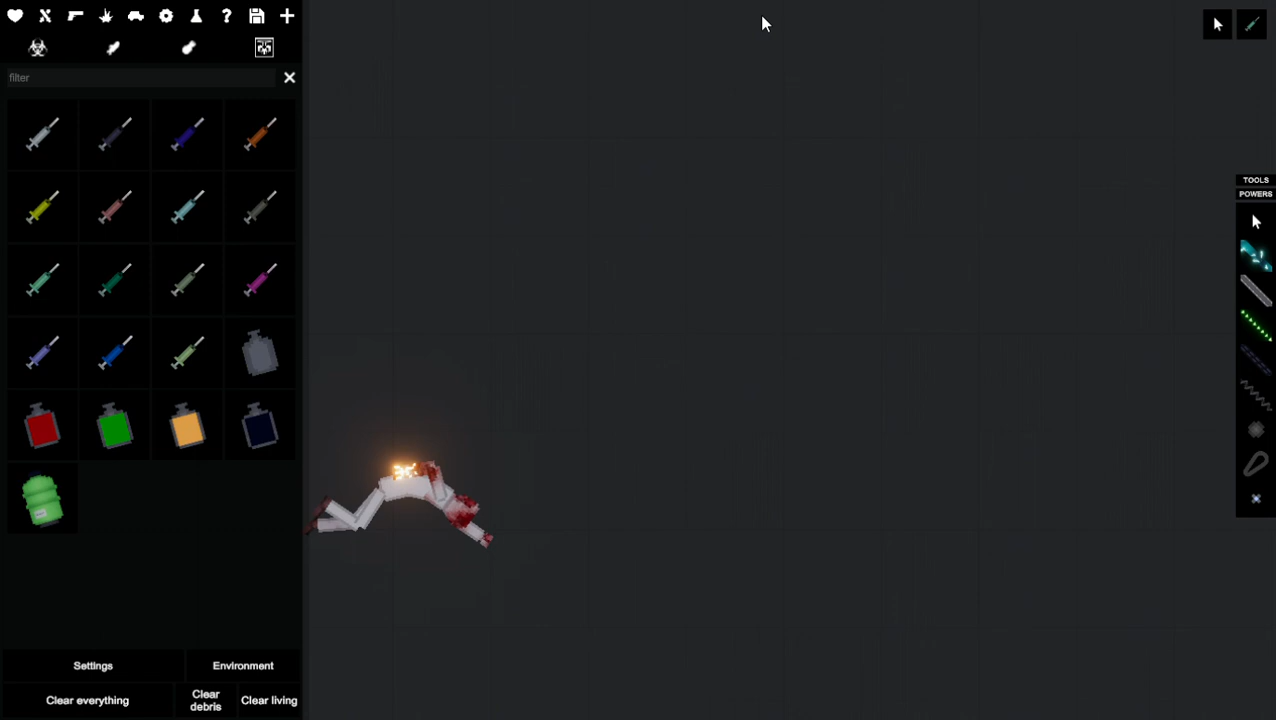 filter
TOOLS
POWERS
Settings
Environment
Clear everything
Clear
debris
Clear living